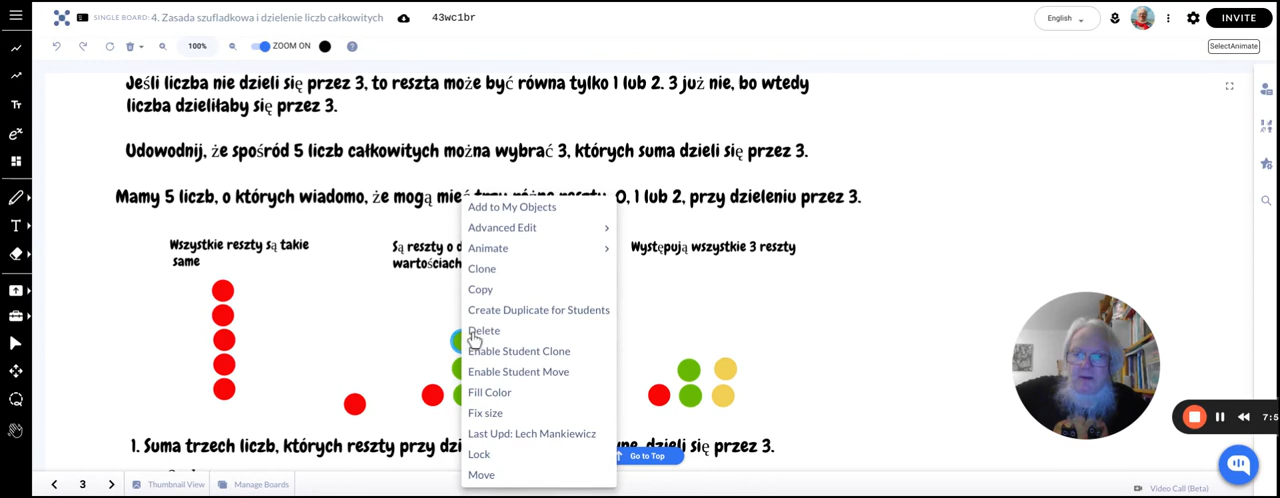 SINGLE BOARD: 4. Zasada szufladkowa i dzielenie liczb całkowitych
43wc1br
English
INVITE
100%
ZOOM ON
SelectAnimate
Jeśli liczba nie dzieli się przez 3, to reszta może być równa tylko 1 lub 2. 3 już nie, bo wtedy
liczba dzieliłaby się przez 3.
Udowodnij, że spośród 5 liczb całkowitych można wybrać 3, których suma dzieli się przez 3.
Mamy 5 liczb, o których wiadomo, że mogą mieć trzy różne reszty, 0, 1 lub 2, przy dzieleniu przez 3.
Wszystkie reszty są takie
same
Są reszty o d
wartościach
Występują wszystkie 3 reszty
Add to My Objects
Advanced Edit
Animate
Clone
Copy
Create Duplicate for Students
Delete
Enable Student Clone
Enable Student Move
Fill Color
Fix size
Last Upd: Lech Mankiewicz
Lock
Move
1. Suma trzech liczb, których reszty przy dzi
ne, dzieli się przez 3.
Go to Top
3
Thumbnail View
Manage Boards
Video Call (Beta)
7:5